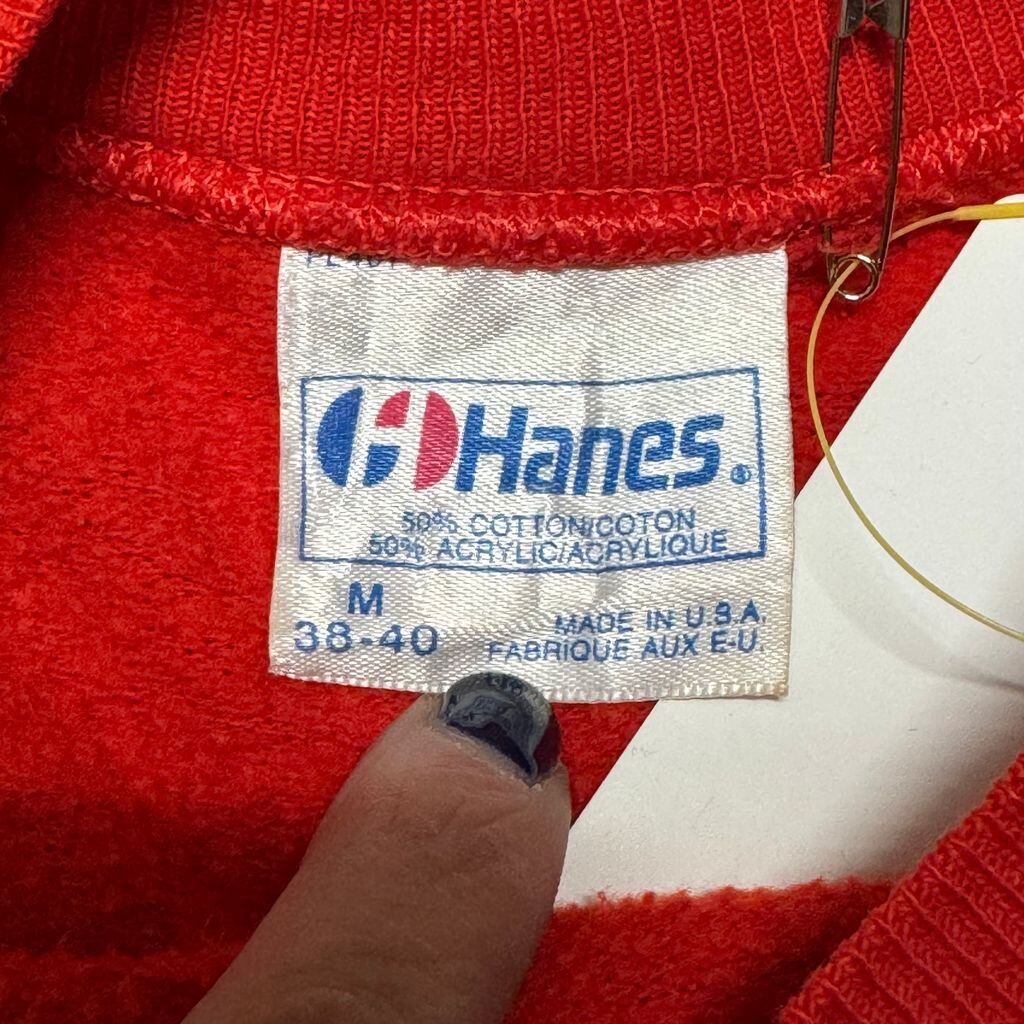 Hanes®
50% COTTON/COTON
50% ACRYLIC/ACRYLIQUE
M
38-40
MADE IN U.S.A.
FABRIQUE AUX E-U.